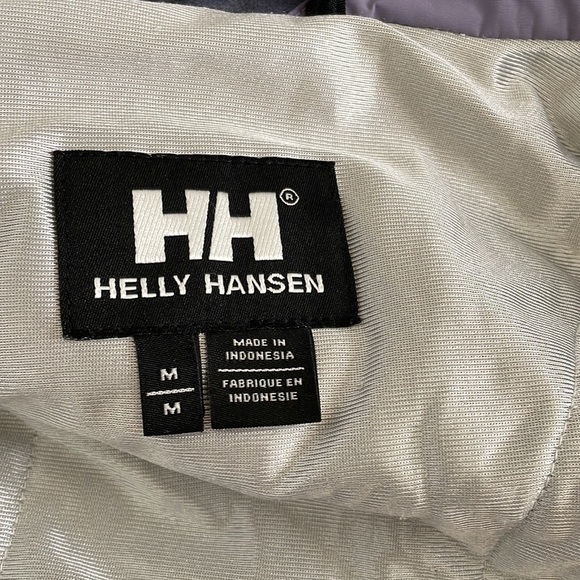 HH®
HELLY HANSEN
M
M
MADE IN
INDONESIA
FABRIQUE EN
INDONESIE